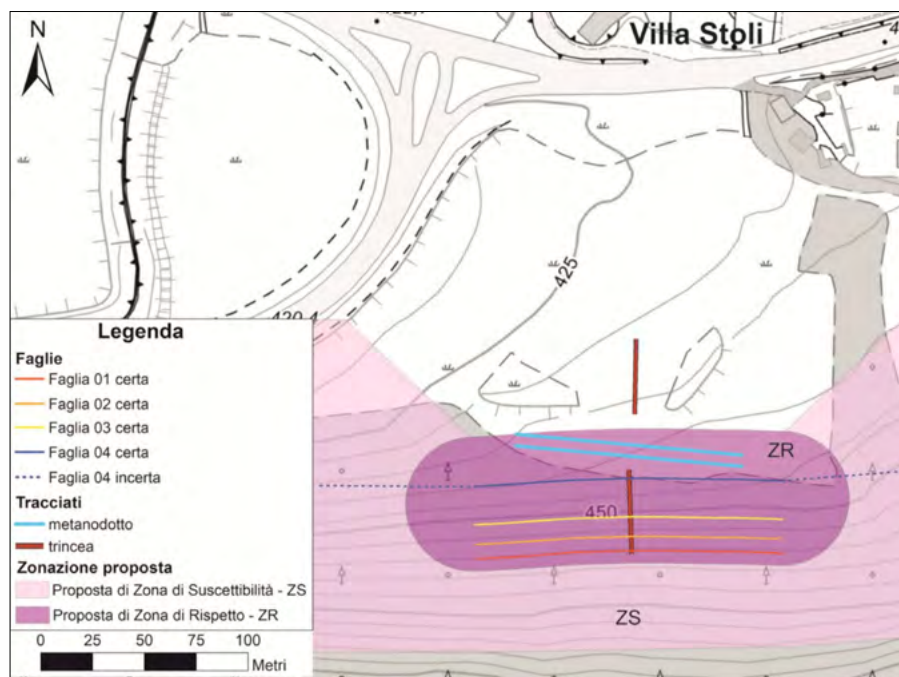 N
Villa Stoli
425
420,4
ZR
450
ZS
Legenda
Faglie
Faglia 01 certa
Faglia 02 certa
Faglia 03 certa
Faglia 04 certa
Faglia 04 incerta
Tracciati
metanodotto
trincea
Zonazione proposta
Proposta di Zona di Suscettibilità - ZS
Proposta di Zona di Rispetto - ZR
0 25 50 75 100
Metri